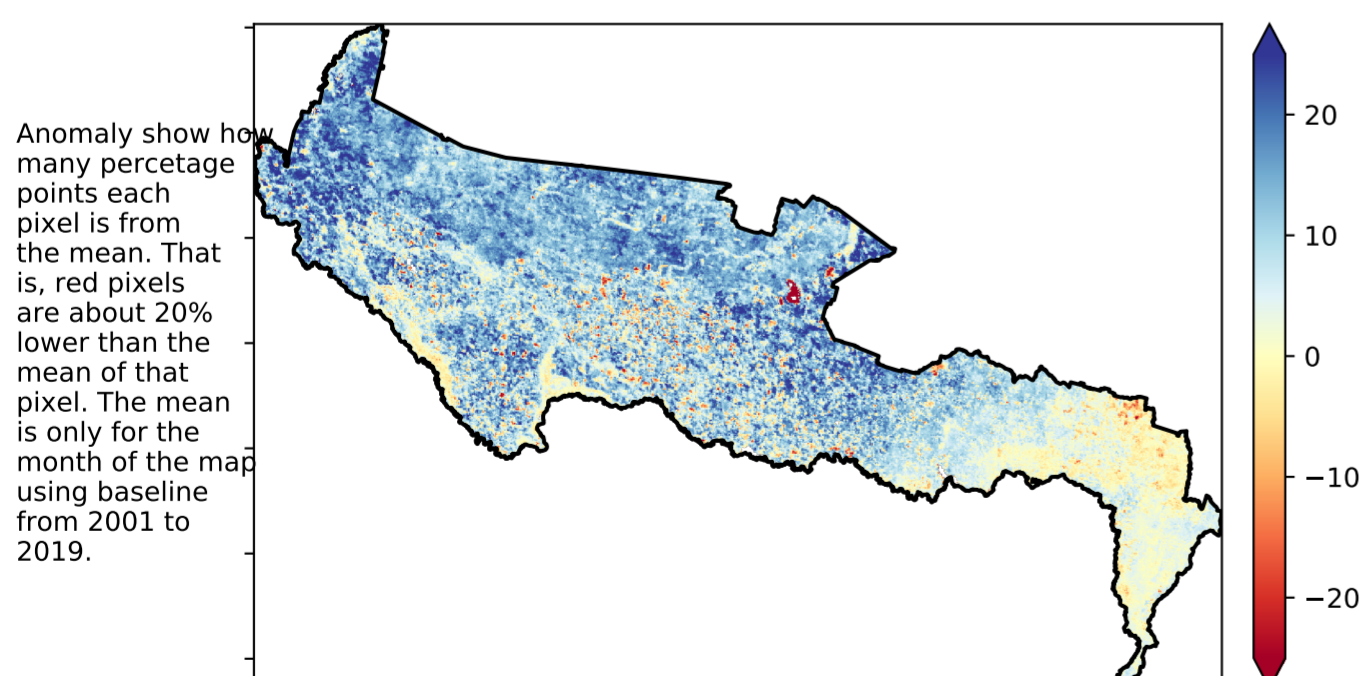 Anomaly show how
many percetage
points each
pixel is from
the mean. That
is, red pixels
are about 20%
lower than the
mean of that
pixel. The mean
is only for the
month of the map
using baseline
from 2001 to
2019.
20
10
0
−10
−20